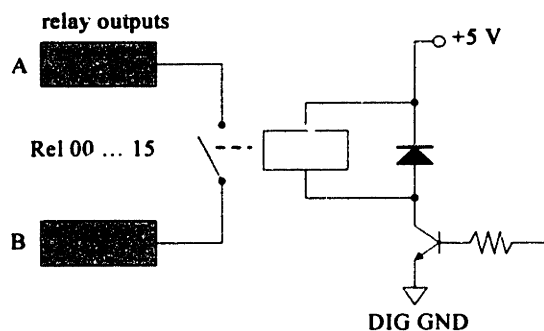 relay outputs
A
+5 V
Rel 00 ... 15
B
DIG GND